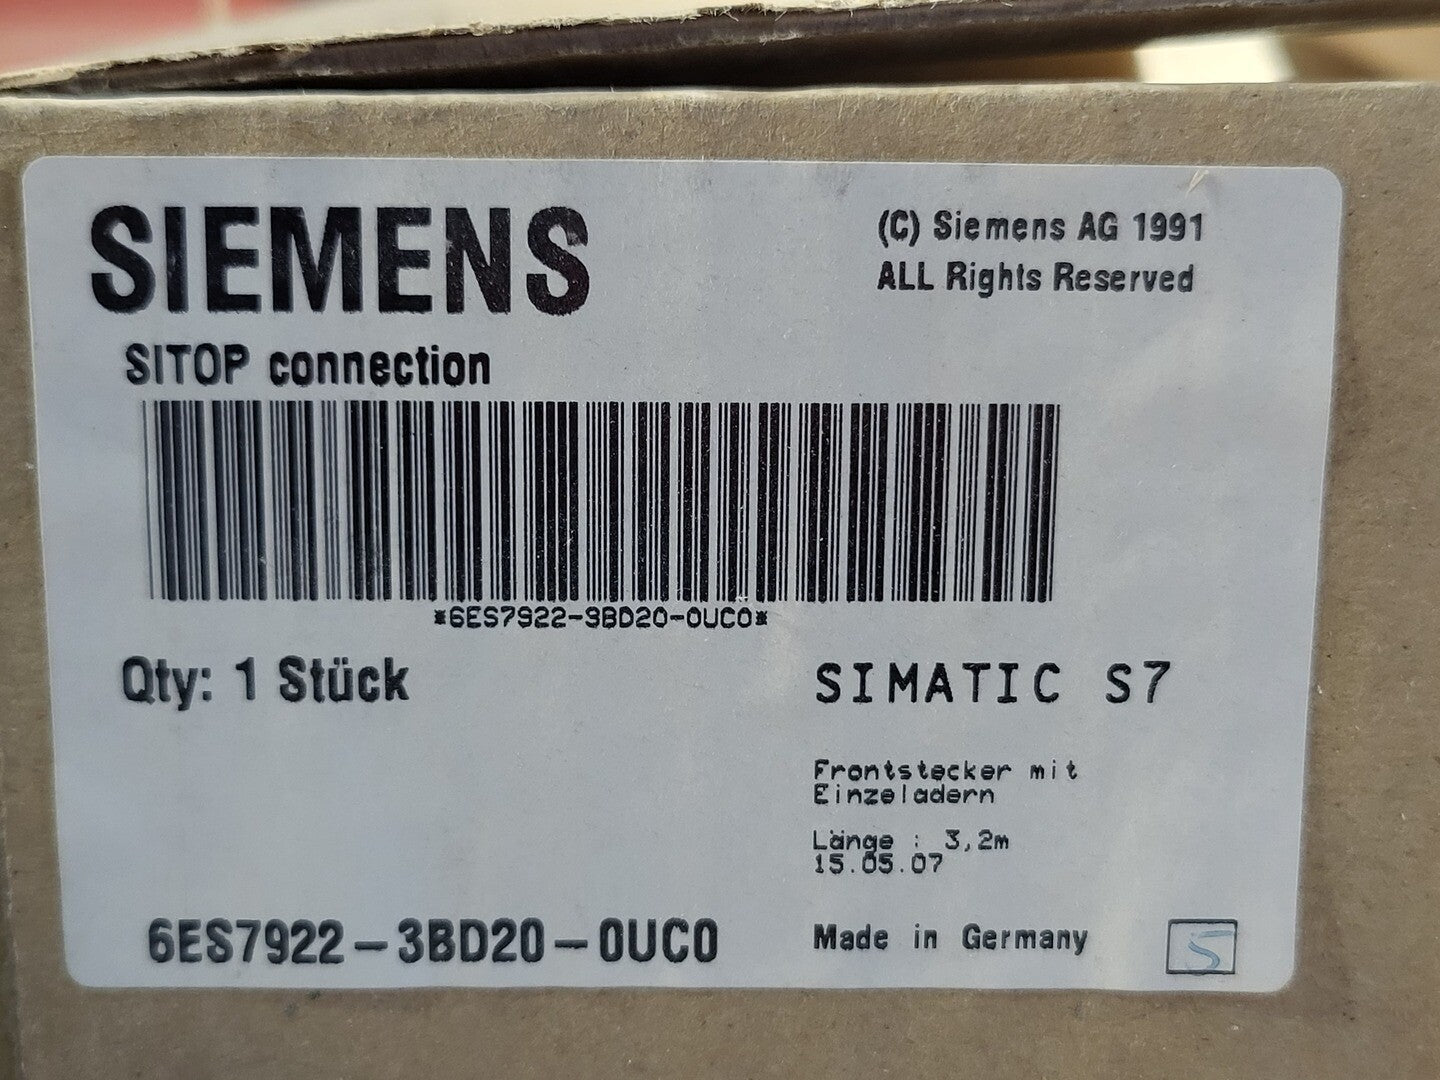 SIEMENS
(C) Siemens AG 1991
ALL Rights Reserved
SITOP connection
*6ES7922-3BD20-0UC0*
Qty: 1 Stück
SIMATIC S7
Frontstecker mit
Einzeladern
Länge : 3,2m
15.05.07
6ES7922-3BD20-0UC0
Made in Germany
5